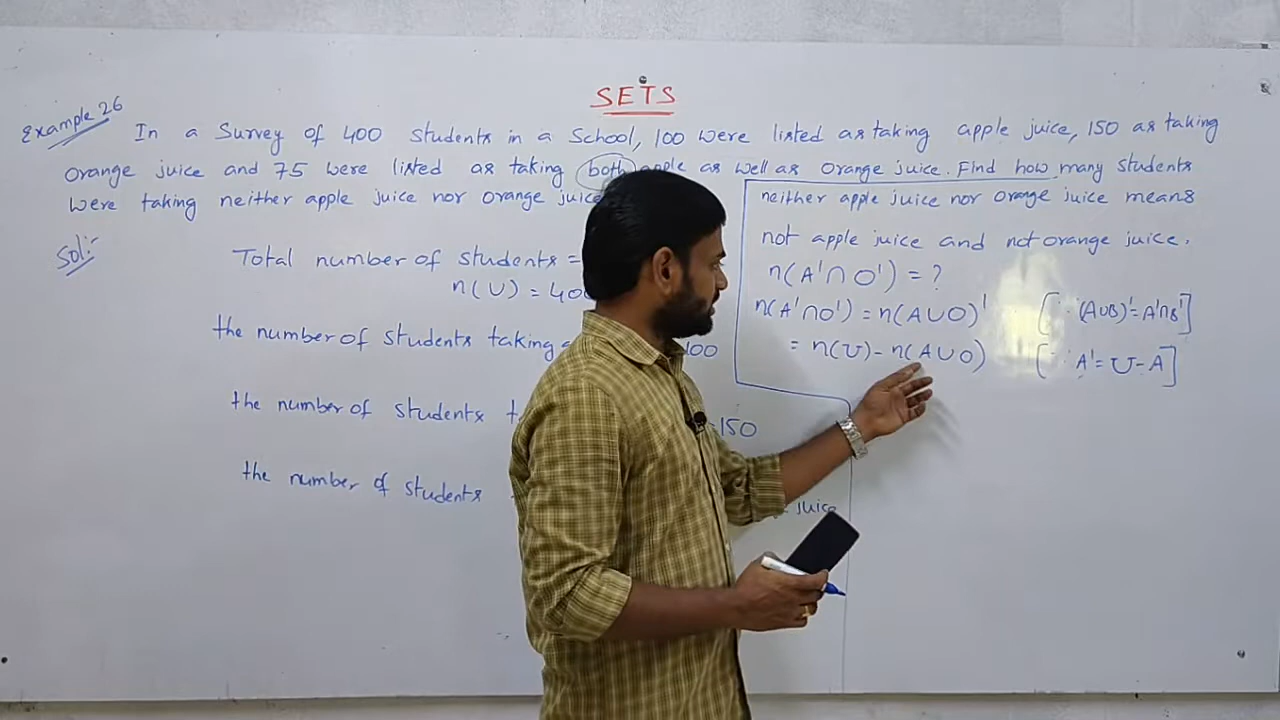 SETS
Example 26
In a Survey of 400 students in a School, 100 were listed as taking apple juice, 150 as taking
orange juice and 75 were listed as taking both apple as well as orange juice. Find how many students
were taking neither apple juice nor orange juice
Sol:-
Total number of students =
n(U) = 400
the number of students taking
100
the number of students
=150
the number of students
juice
neither apple juice nor orange juice means
not apple juice and not orange juice.
n(A'∩O') = ?
n(A'∩O') = n(A∪O)' [∵(A∪B)'=A'∩B']
= n(U)-n(A∪O) [∵ A'=U-A]